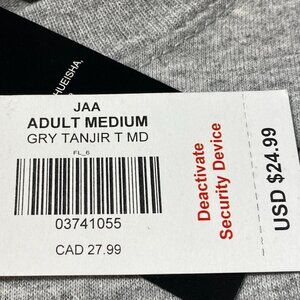 HUEISHA,
JAA
ADULT MEDIUM
GRY TANJIR T MD
FL_6
03741055
CAD 27.99
Deactivate
Security Device
USD $24.99